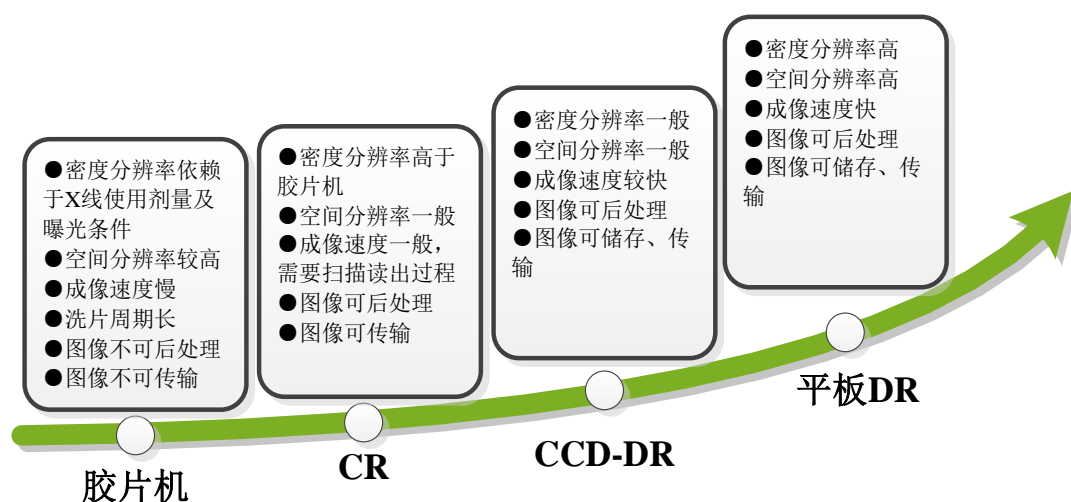 ●密度分辨率依赖
于X线使用剂量及
曝光条件
●空间分辨率较高
●成像速度慢
●洗片周期长
●图像不可后处理
●图像不可传输
胶片机
●密度分辨率高于
胶片机
●空间分辨率一般
●成像速度一般，
需要扫描读出过程
●图像可后处理
●图像可传输
CR
●密度分辨率一般
●空间分辨率一般
●成像速度较快
●图像可后处理
●图像可储存、传
输
CCD-DR
●密度分辨率高
●空间分辨率高
●成像速度快
●图像可后处理
●图像可储存、传
输
平板DR